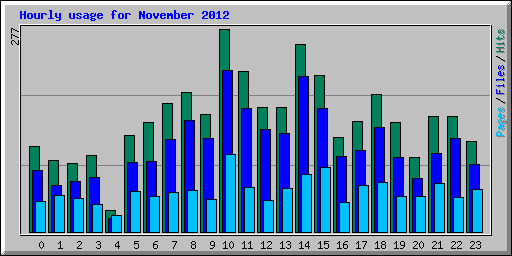 Hourly usage for November 2012
277
Pages/Files/Hits
0 1 2 3 4 5 6 7 8 9 10 11 12 13 14 15 16 17 18 19 20 21 22 23